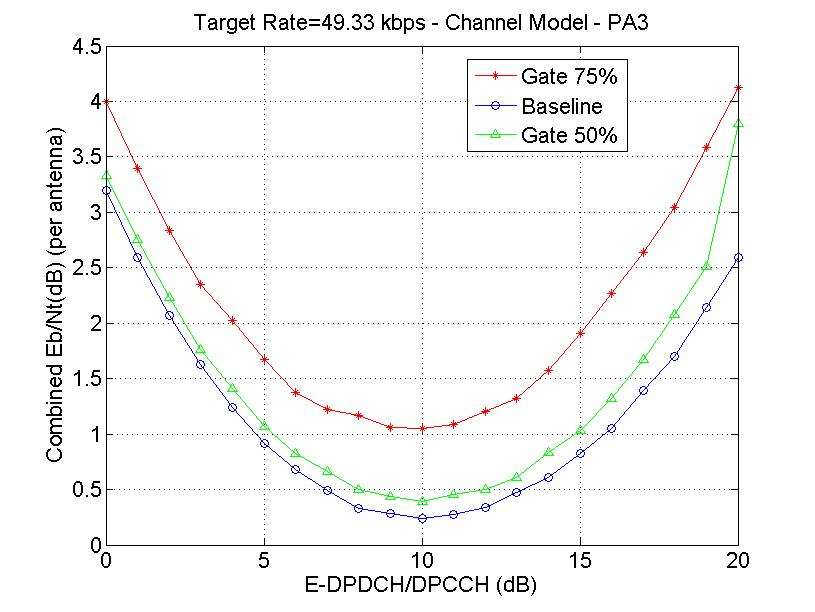 Target Rate=49.33 kbps - Channel Model - PA3
4.5
4
3.5
3
2.5
2
1.5
1
0.5
0
Combined Eb/Nt(dB) (per antenna)
Gate 75%
Baseline
Gate 50%
0 5 10 15 20
E-DPDCH/DPCCH (dB)